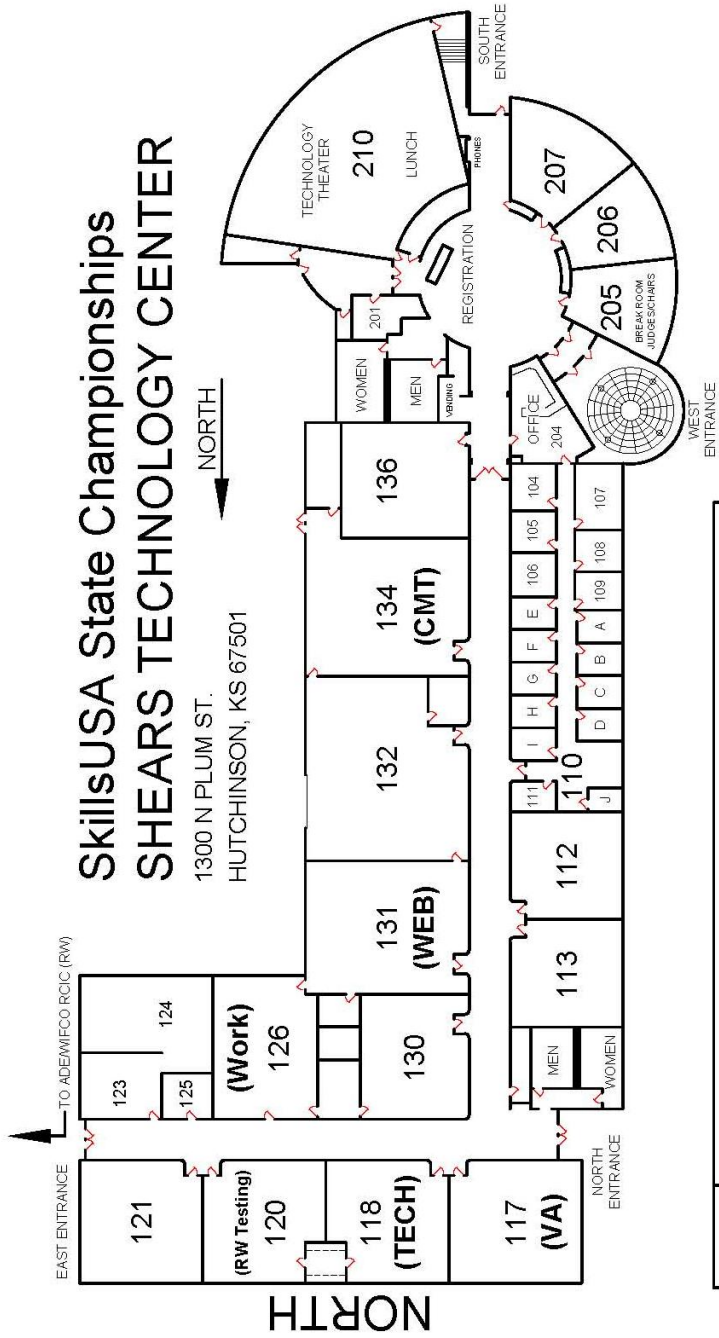 SkillsUSA State Championships
SHEARS TECHNOLOGY CENTER
1300 N PLUM ST.
HUTCHINSON, KS 67501
NORTH
TO ADE/WIFCO RCIC (RW)
EAST ENTRANCE
121
(RW Testing)
120
118
(TECH)
117
(VA)
NORTH
NORTH
ENTRANCE
123
124
125
(Work)
126
130
131
(WEB)
132
134
(CMT)
136
WOMEN
MEN
VENDING
201
TECHNOLOGY
THEATER
210
LUNCH
REGISTRATION
PHONES
SOUTH
ENTRANCE
207
206
205
BREAK ROOM
JUDGES/CHAIRS
OFFICE
204
WEST
ENTRANCE
104
105
106
E
F
G
H
I
111
110
107
108
109
A
B
C
D
J
112
113
MEN
WOMEN